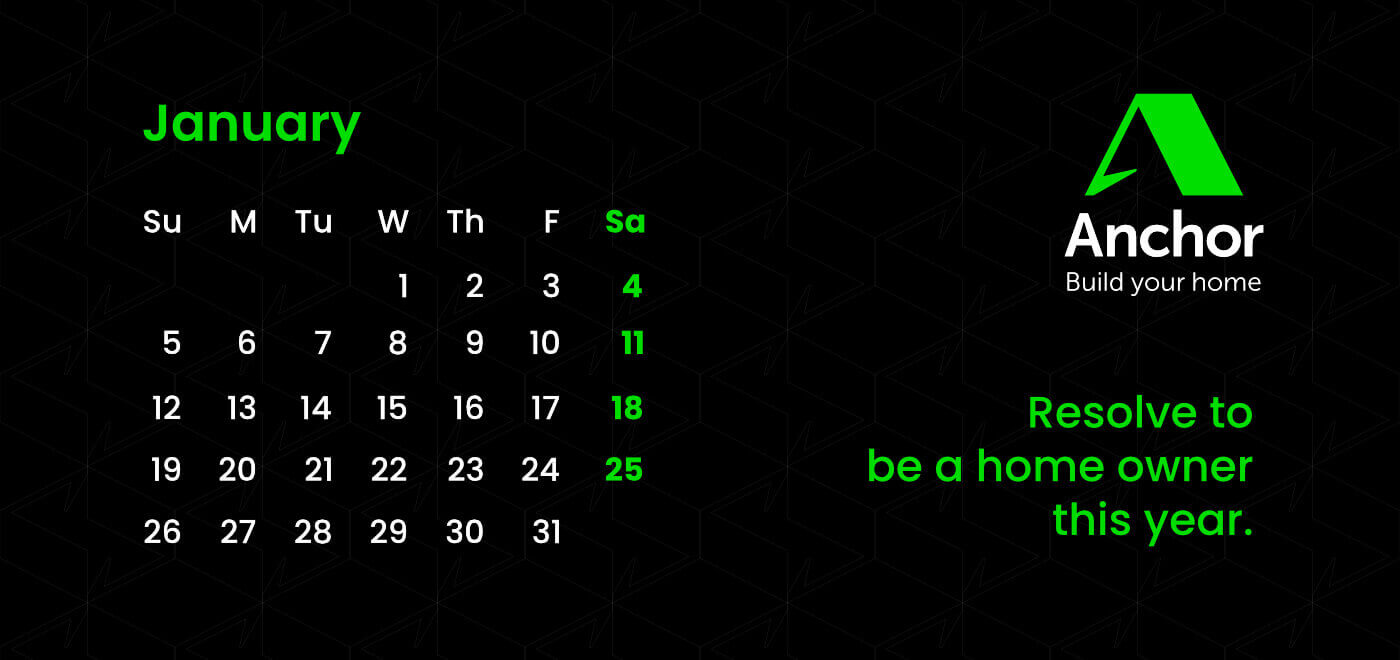 January
Su M Tu W Th F Sa
1 2 3 4
5 6 7 8 9 10 11
12 13 14 15 16 17 18
19 20 21 22 23 24 25
26 27 28 29 30 31
Anchor
Build your home
Resolve to
be a home owner
this year.